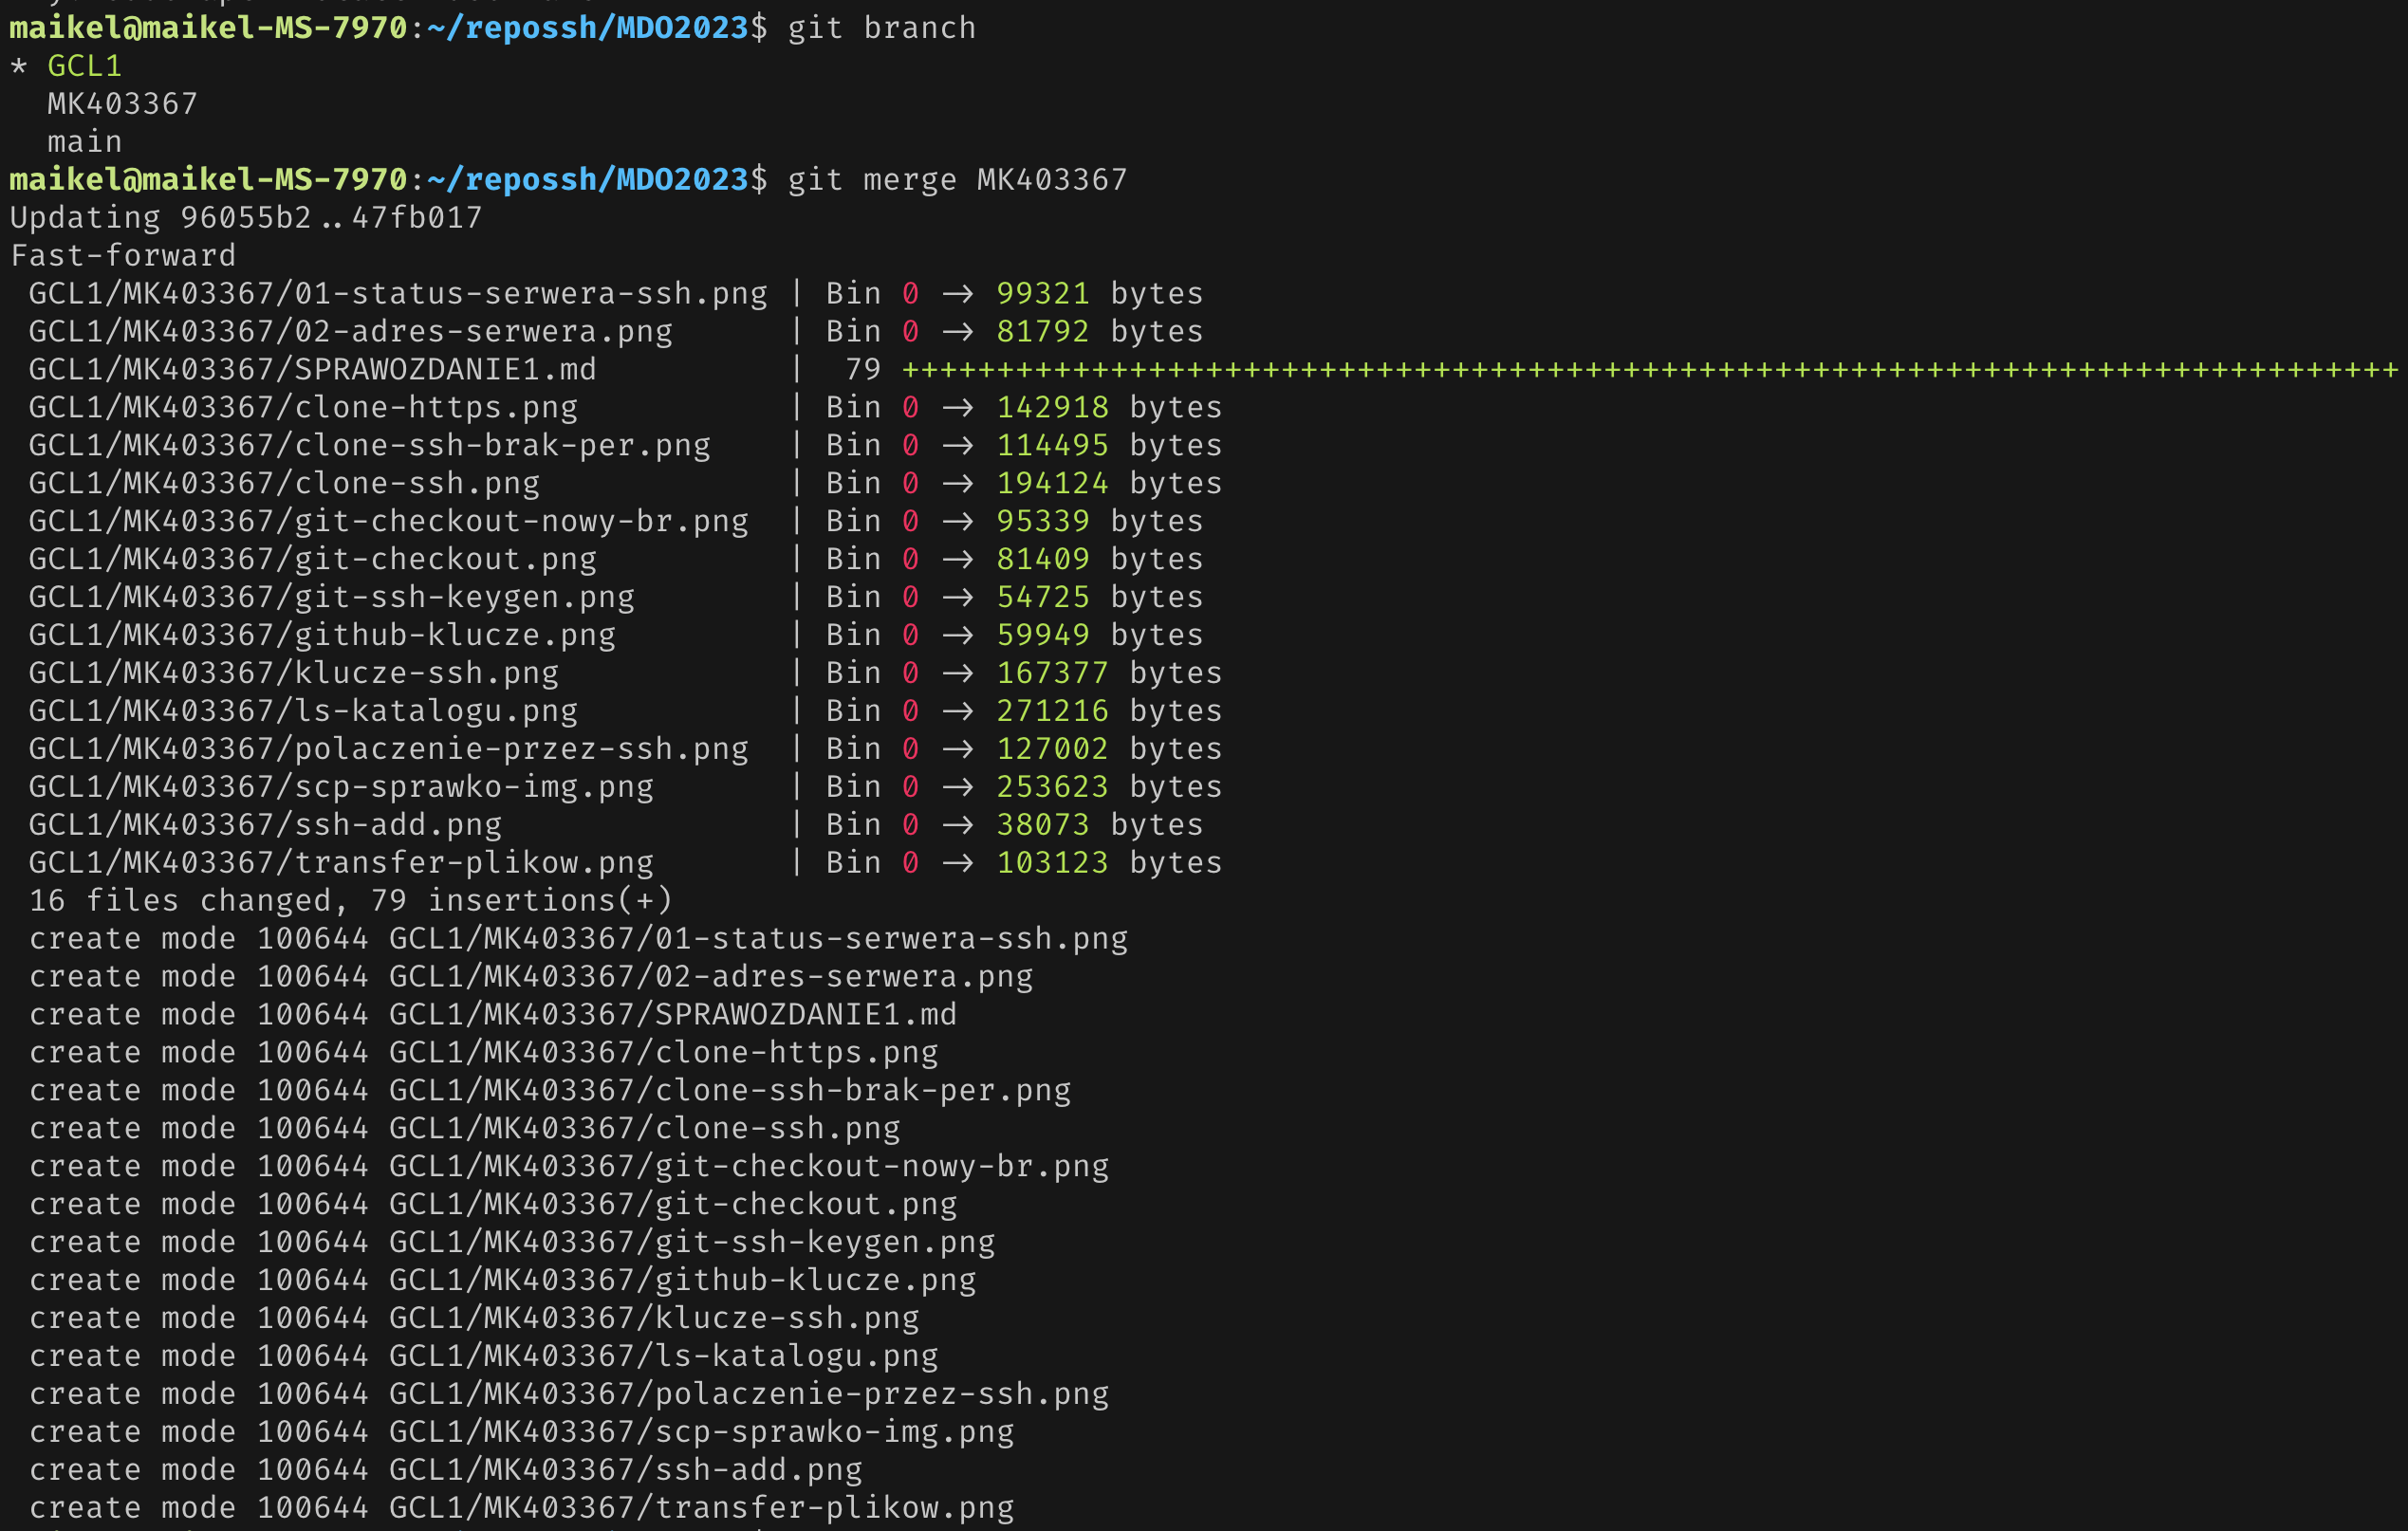 maikel@maikel-MS-7970:~/repossh/MDO2023$ git branch
* GCL1
  MK403367
  main
maikel@maikel-MS-7970:~/repossh/MDO2023$ git merge MK403367
Updating 96055b2..47fb017
Fast-forward
 GCL1/MK403367/01-status-serwera-ssh.png | Bin 0 -> 99321 bytes
 GCL1/MK403367/02-adres-serwera.png      | Bin 0 -> 81792 bytes
 GCL1/MK403367/SPRAWOZDANIE1.md          |  79 +++++++++++++++++++++++++++++++++++++++++++++++++++++++++++++++++++++++++++++++
 GCL1/MK403367/clone-https.png           | Bin 0 -> 142918 bytes
 GCL1/MK403367/clone-ssh-brak-per.png    | Bin 0 -> 114495 bytes
 GCL1/MK403367/clone-ssh.png             | Bin 0 -> 194124 bytes
 GCL1/MK403367/git-checkout-nowy-br.png  | Bin 0 -> 95339 bytes
 GCL1/MK403367/git-checkout.png          | Bin 0 -> 81409 bytes
 GCL1/MK403367/git-ssh-keygen.png        | Bin 0 -> 54725 bytes
 GCL1/MK403367/github-klucze.png         | Bin 0 -> 59949 bytes
 GCL1/MK403367/klucze-ssh.png            | Bin 0 -> 167377 bytes
 GCL1/MK403367/ls-katalogu.png           | Bin 0 -> 271216 bytes
 GCL1/MK403367/polaczenie-przez-ssh.png  | Bin 0 -> 127002 bytes
 GCL1/MK403367/scp-sprawko-img.png       | Bin 0 -> 253623 bytes
 GCL1/MK403367/ssh-add.png               | Bin 0 -> 38073 bytes
 GCL1/MK403367/transfer-plikow.png       | Bin 0 -> 103123 bytes
 16 files changed, 79 insertions(+)
 create mode 100644 GCL1/MK403367/01-status-serwera-ssh.png
 create mode 100644 GCL1/MK403367/02-adres-serwera.png
 create mode 100644 GCL1/MK403367/SPRAWOZDANIE1.md
 create mode 100644 GCL1/MK403367/clone-https.png
 create mode 100644 GCL1/MK403367/clone-ssh-brak-per.png
 create mode 100644 GCL1/MK403367/clone-ssh.png
 create mode 100644 GCL1/MK403367/git-checkout-nowy-br.png
 create mode 100644 GCL1/MK403367/git-checkout.png
 create mode 100644 GCL1/MK403367/git-ssh-keygen.png
 create mode 100644 GCL1/MK403367/github-klucze.png
 create mode 100644 GCL1/MK403367/klucze-ssh.png
 create mode 100644 GCL1/MK403367/ls-katalogu.png
 create mode 100644 GCL1/MK403367/polaczenie-przez-ssh.png
 create mode 100644 GCL1/MK403367/scp-sprawko-img.png
 create mode 100644 GCL1/MK403367/ssh-add.png
 create mode 100644 GCL1/MK403367/transfer-plikow.png